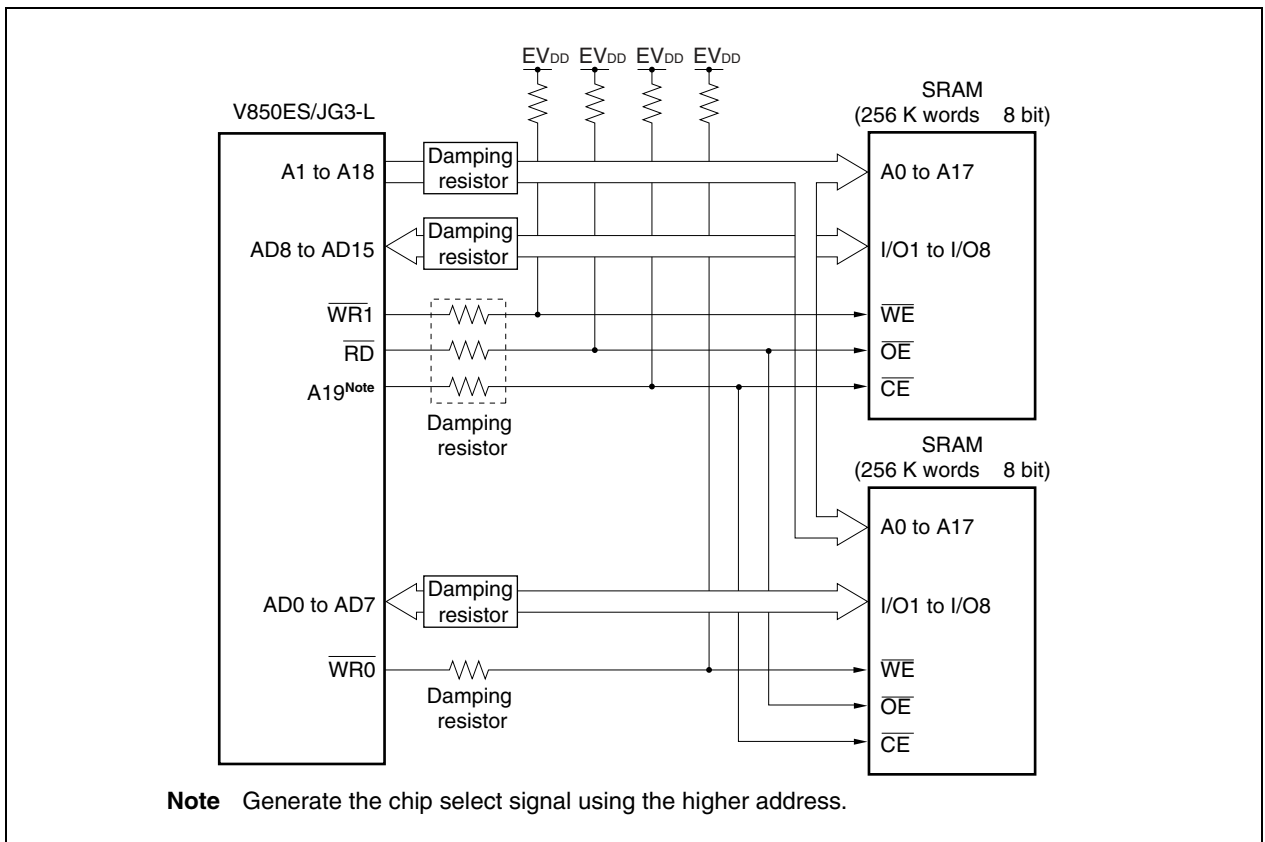 EVDD EVDD EVDD EVDD
V850ES/JG3-L
SRAM
(256 K words 8 bit)
A1 to A18
Damping
resistor
A0 to A17
AD8 to AD15
Damping
resistor
I/O1 to I/O8
WR1
WE
RD
OE
A19Note
CE
Damping
resistor
SRAM
(256 K words 8 bit)
A0 to A17
AD0 to AD7
Damping
resistor
I/O1 to I/O8
WR0
WE
Damping
resistor
OE
CE
Note Generate the chip select signal using the higher address.